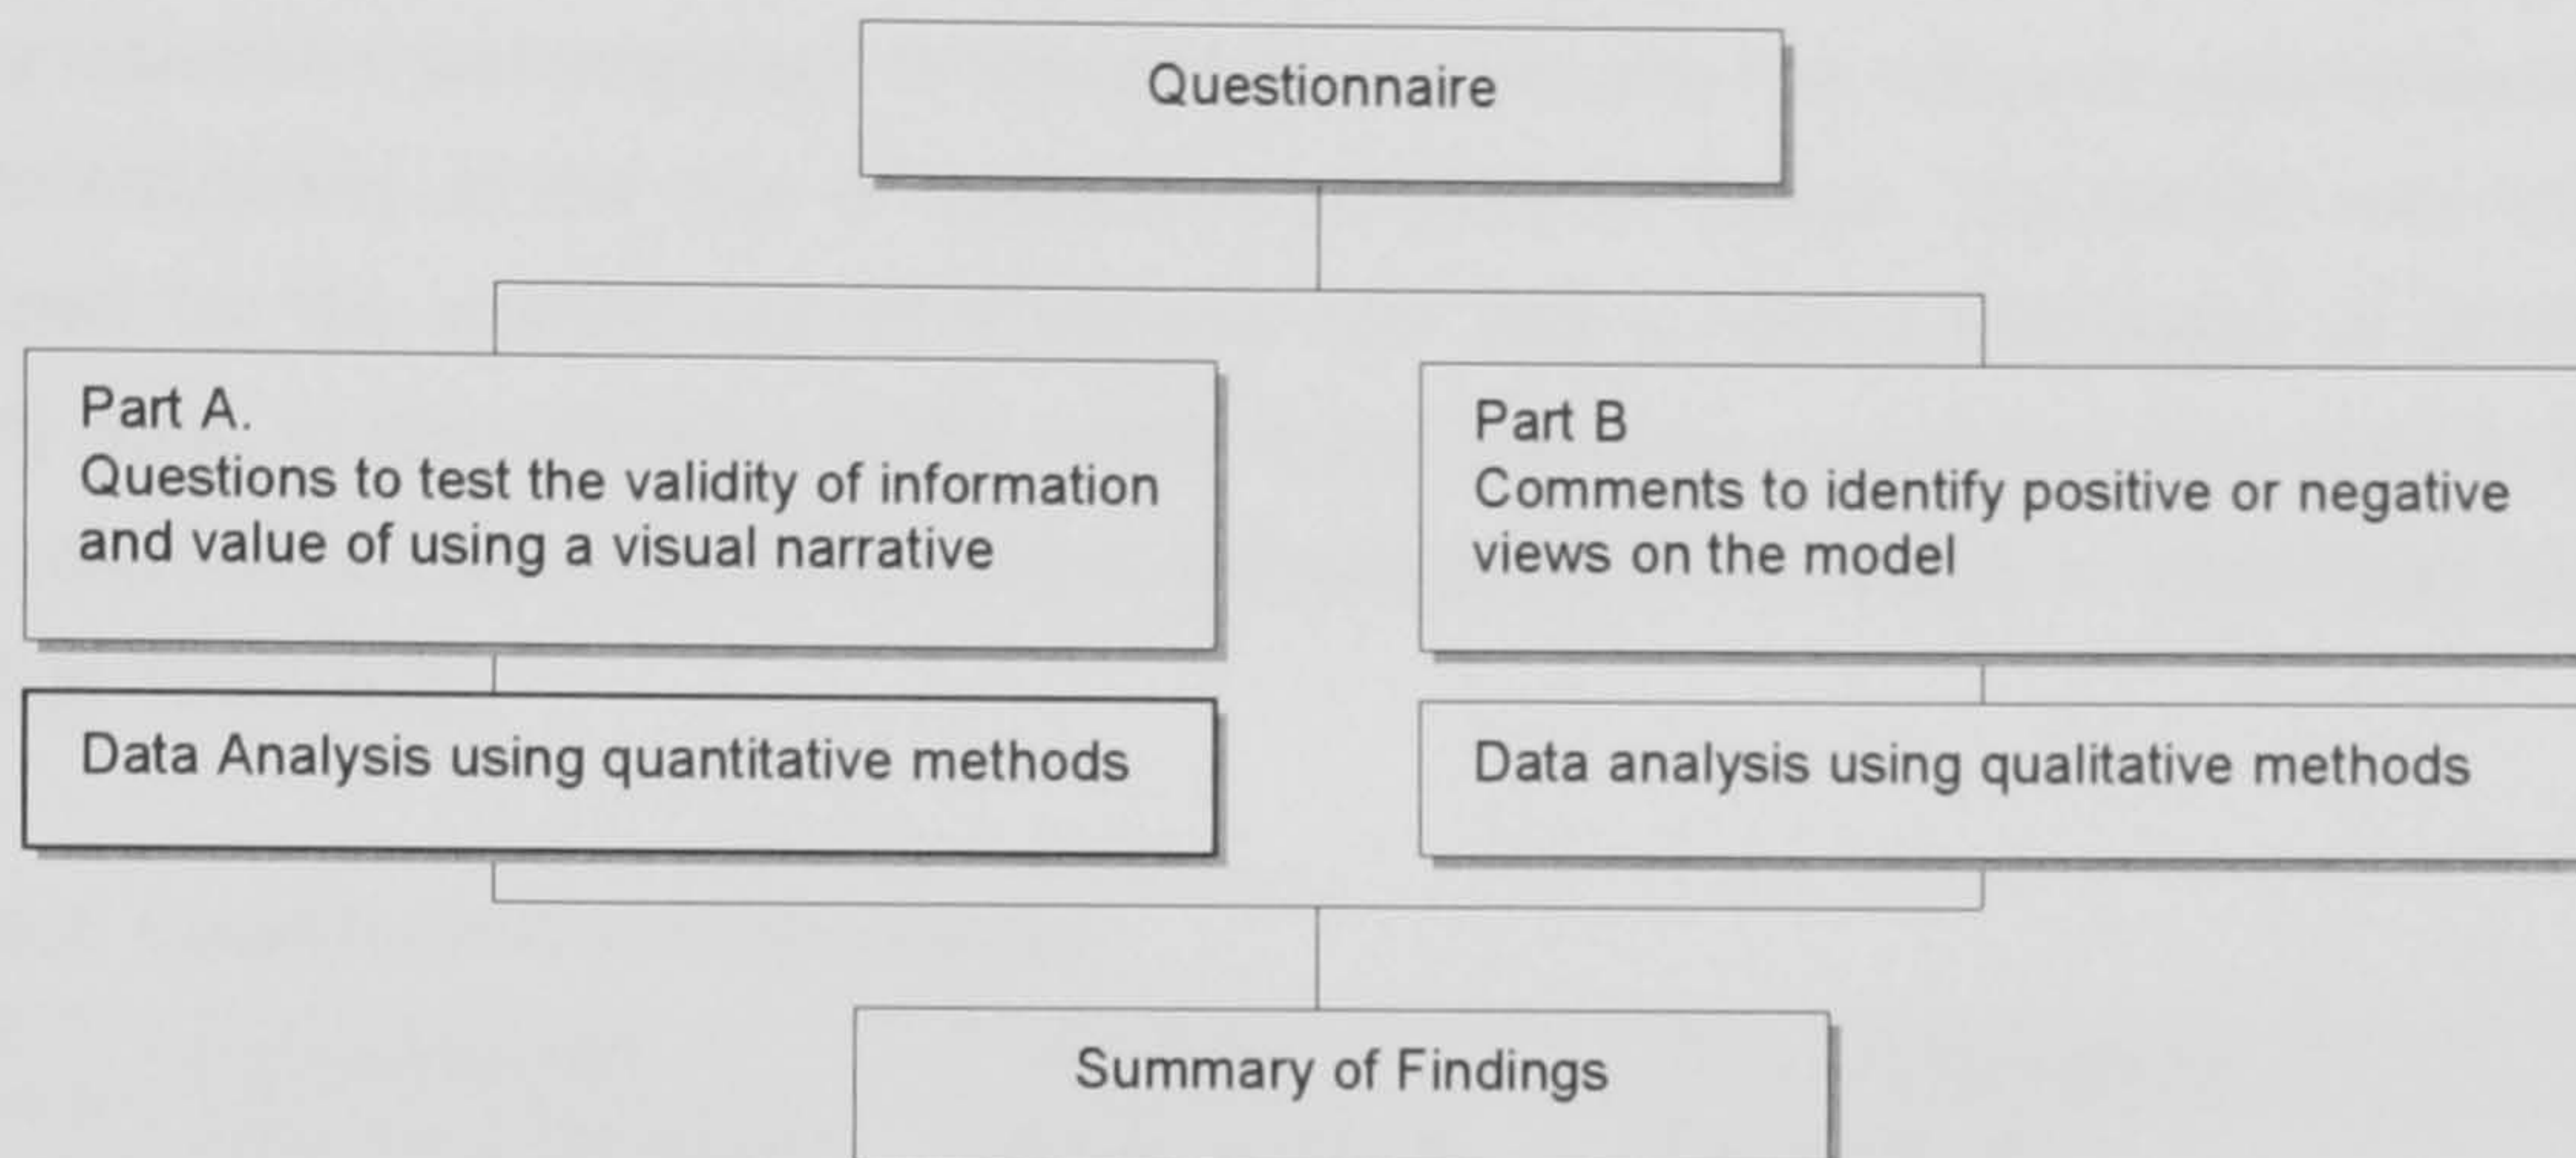 Questionnaire
Part A.
Questions to test the validity of information
and value of using a visual narrative
Part B
Comments to identify positive or negative
views on the model
Data Analysis using quantitative methods
Data analysis using qualitative methods
Summary of Findings